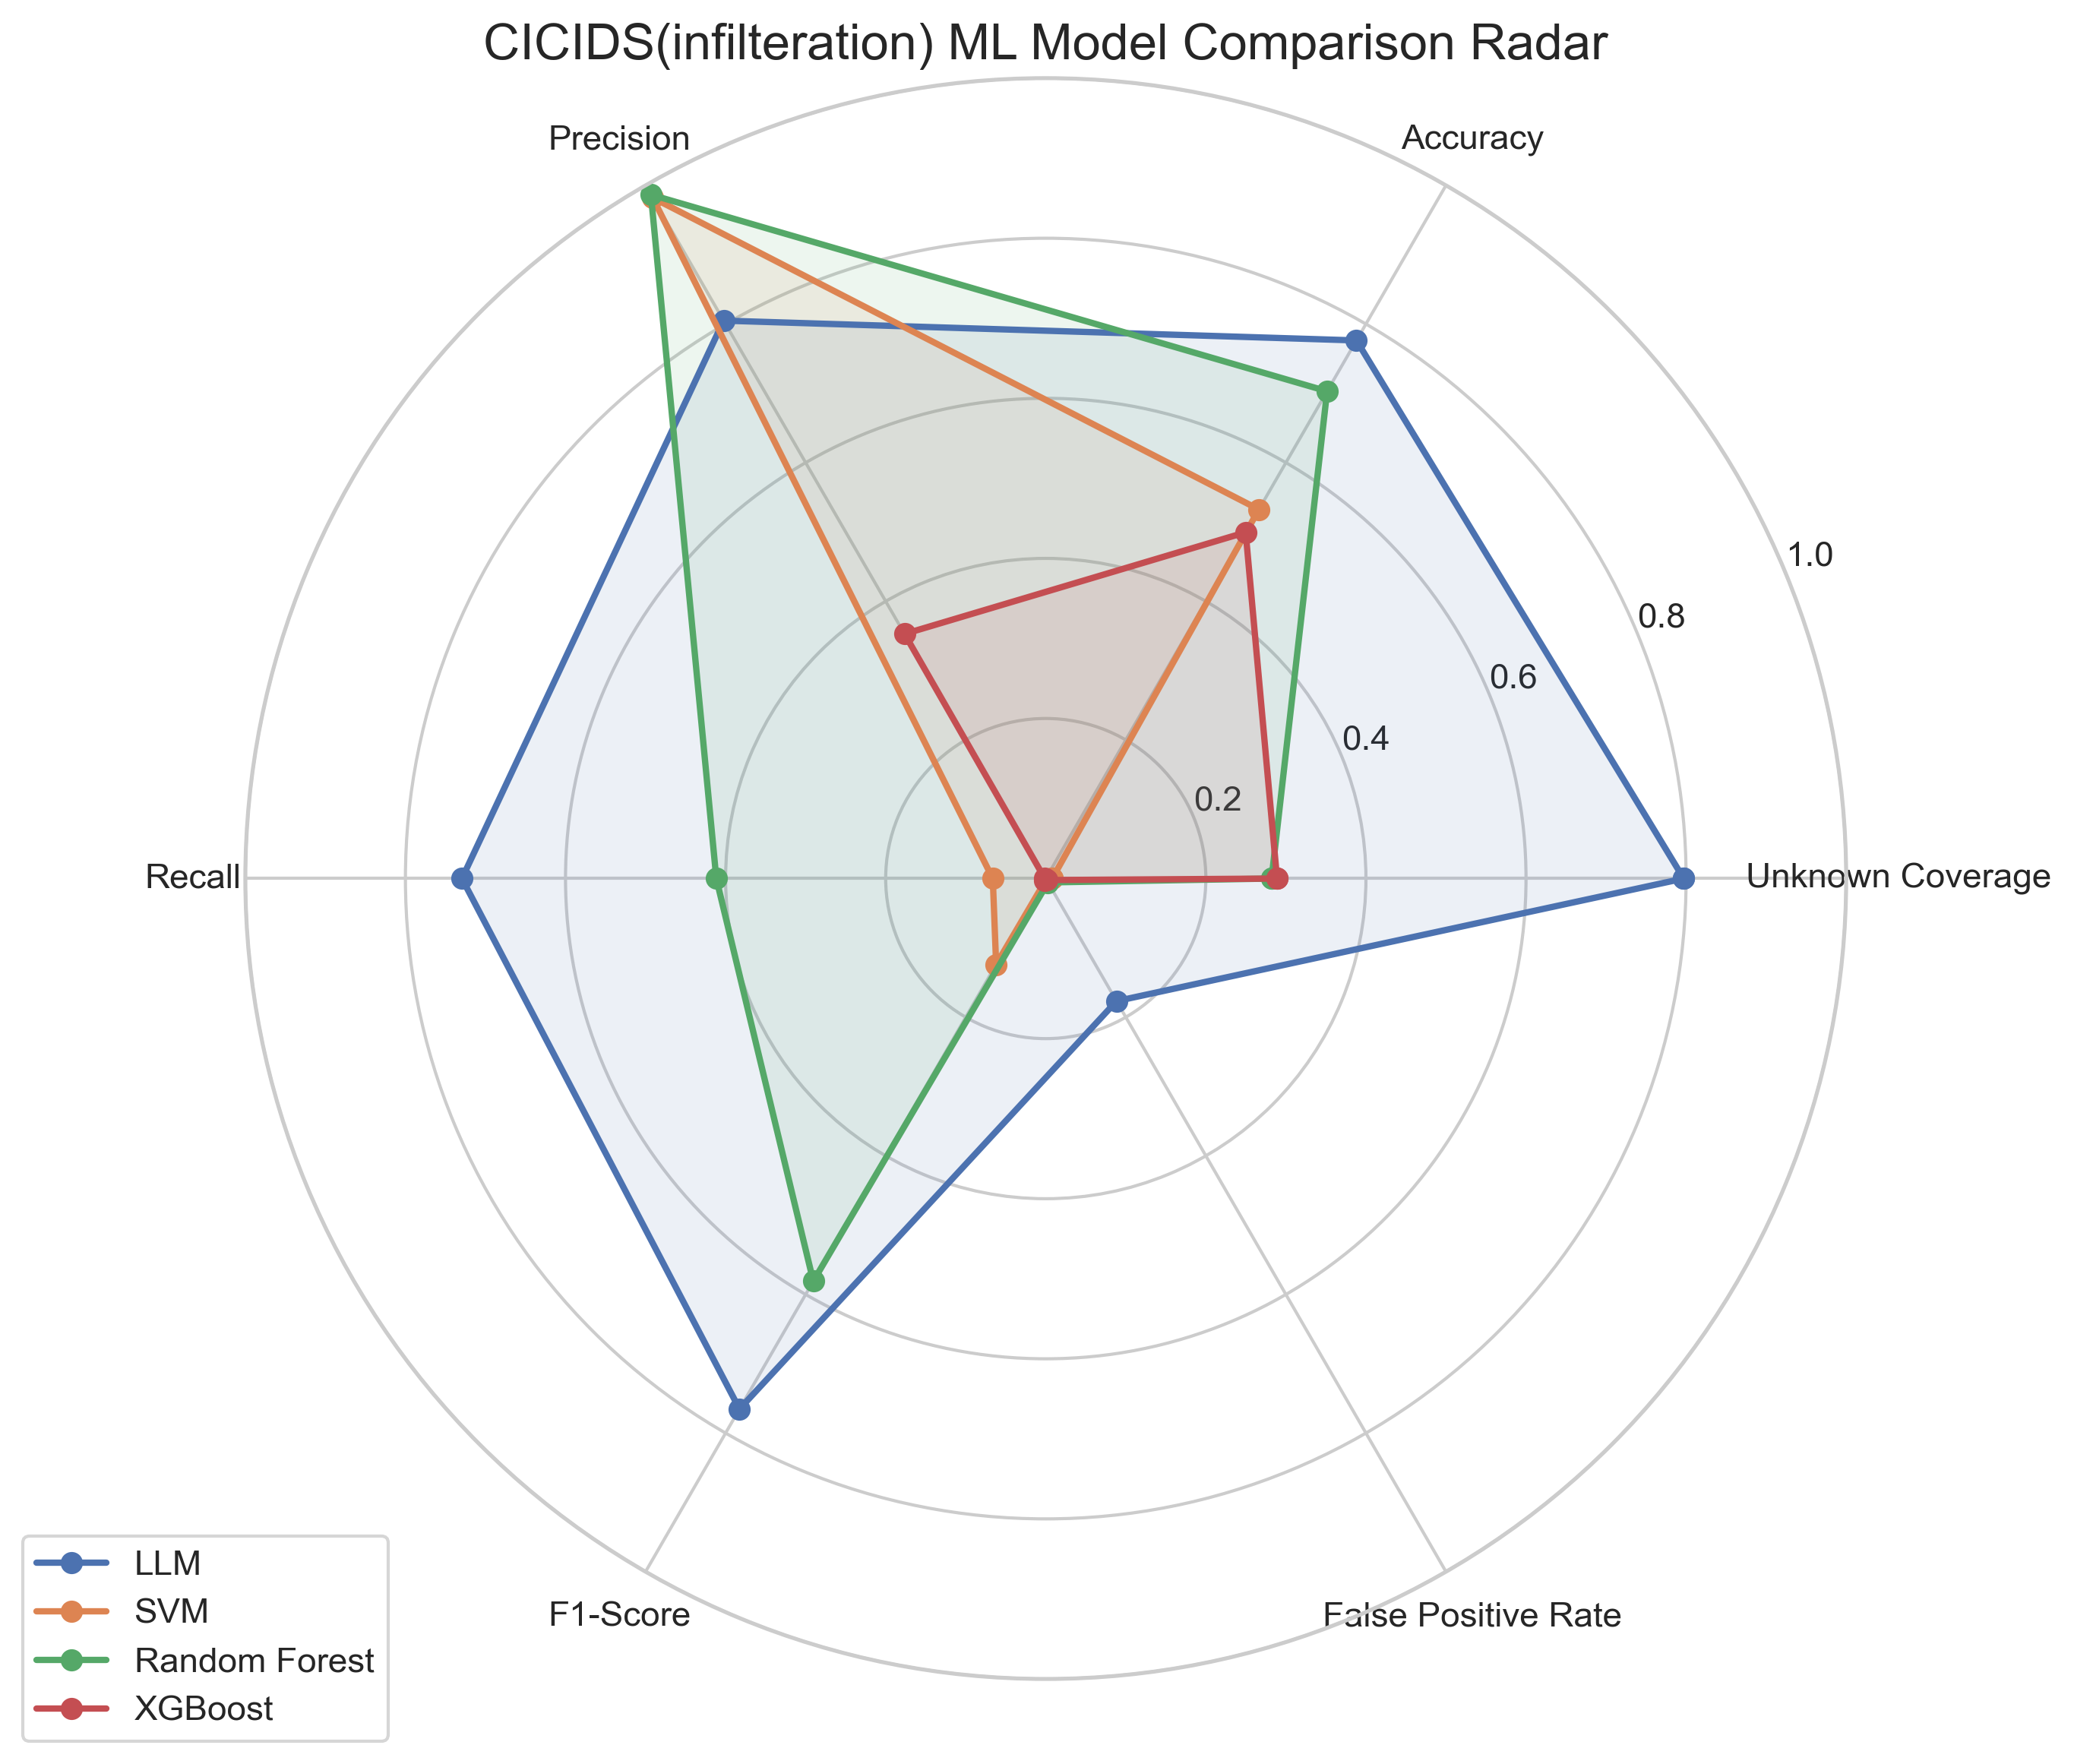 CICIDS(infilteration) ML Model Comparison Radar
Precision
Accuracy
1.0
0.8
0.6
0.4
0.2
Recall
Unknown Coverage
F1-Score
False Positive Rate
LLM
SVM
Random Forest
XGBoost